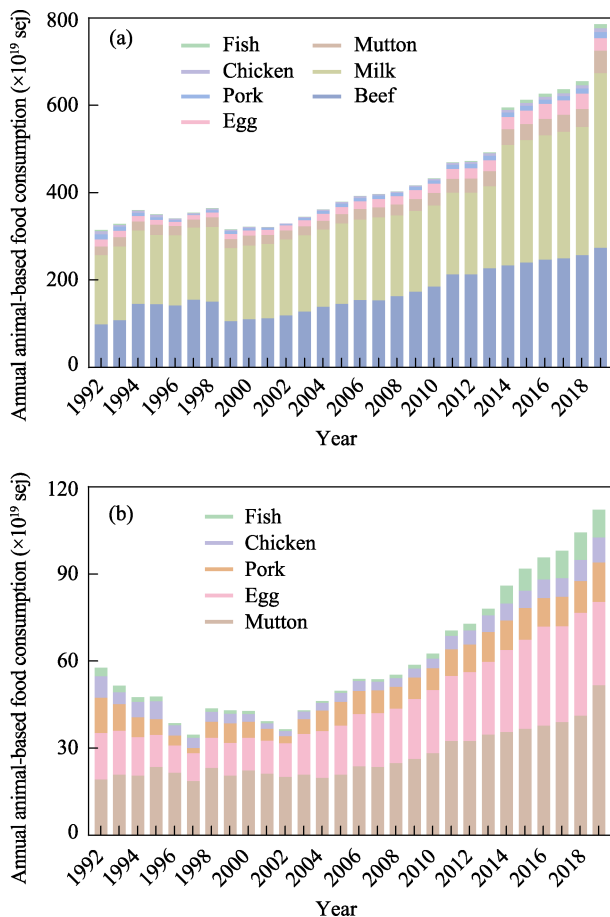 Annual animal-based food consumption (×10¹⁹ sej)
800
600
400
200
0
(a)
Fish
Mutton
Chicken
Milk
Pork
Beef
Egg
1992
1994
1996
1998
2000
2002
2004
2006
2008
2010
2012
2014
2016
2018
Year
Annual animal-based food consumption (×10¹⁹ sej)
120
90
60
30
0
(b)
Fish
Chicken
Pork
Egg
Mutton
1992
1994
1996
1998
2000
2002
2004
2006
2008
2010
2012
2014
2016
2018
Year